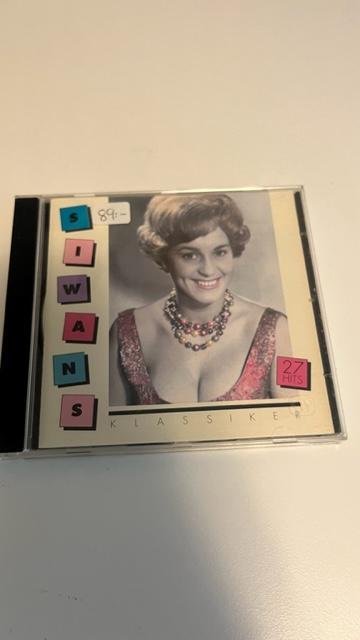 89:-
SIWANS
KLASSIKER
27
HITS